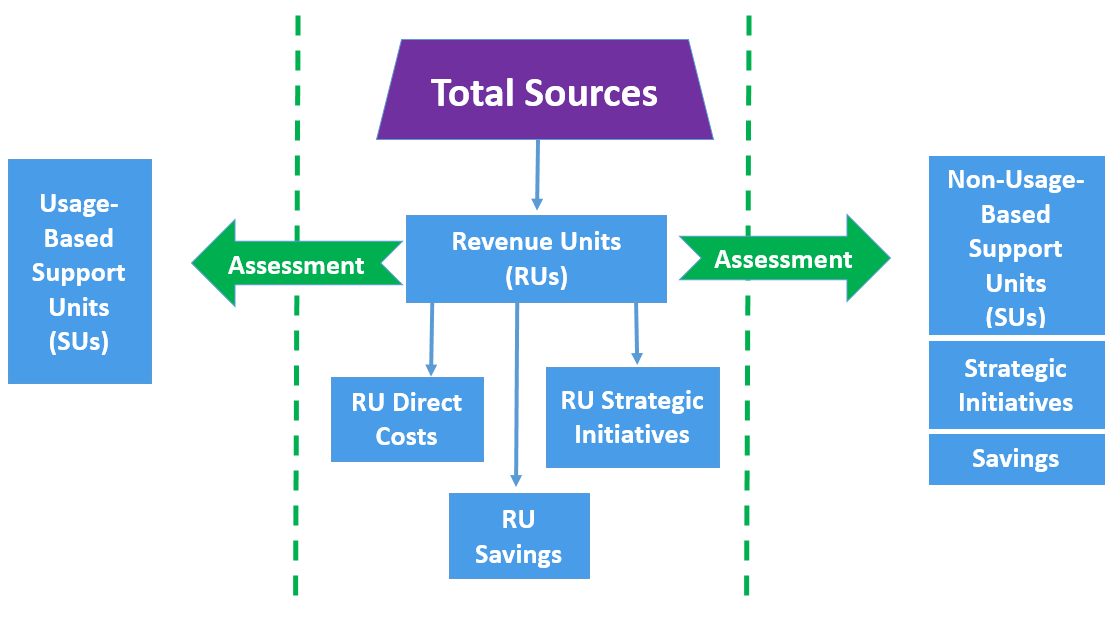 Total Sources
Usage-
Based
Support
Units
(SUs)
Assessment
Revenue Units
(RUs)
Assessment
Non-Usage-
Based
Support
Units
(SUs)
Strategic
Initiatives
Savings
RU Direct
Costs
RU Strategic
Initiatives
RU
Savings